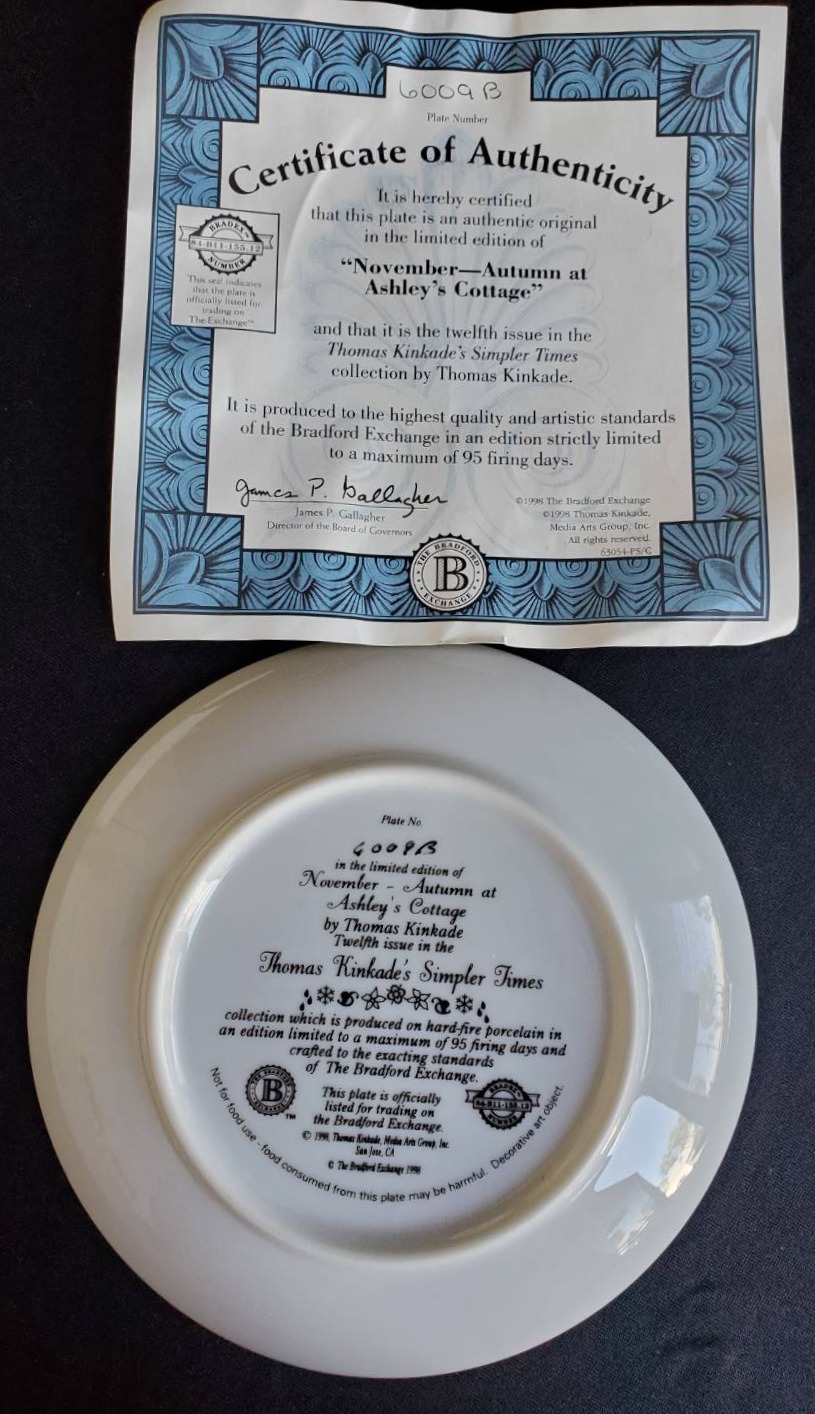 6009B
Plate Number
Certificate of Authenticity
It is hereby certified
that this plate is an authentic original
in the limited edition of
“November—Autumn at
Ashley’s Cottage”
BRADEX™
84-B11-155.12
NUMBER
This seal indicates
that the plate is
officially listed for
trading on
The Exchange™
and that it is the twelfth issue in the
Thomas Kinkade’s Simpler Times
collection by Thomas Kinkade.
It is produced to the highest quality and artistic standards
of the Bradford Exchange in an edition strictly limited
to a maximum of 95 firing days.
James P. Gallagher
James P. Gallagher
Director of the Board of Governors
©1998 The Bradford Exchange
©1998 Thomas Kinkade,
Media Arts Group, Inc.
All rights reserved.
63054-PS/C
THE BRADFORD
B
EXCHANGE
Plate No.
6009B
in the limited edition of
November - Autumn at
Ashley's Cottage
by Thomas Kinkade
Twelfth issue in the
Thomas Kinkade's Simpler Times
collection which is produced on hard-fire porcelain in
an edition limited to a maximum of 95 firing days and
crafted to the exacting standards
of The Bradford Exchange.
THE BRADFORD
B
EXCHANGE
™
This plate is officially
listed for trading on
the Bradford Exchange.
BRADEX
84-B11-155.12
NUMBER
© 1998, Thomas Kinkade, Media Arts Group, Inc.
San Jose, CA
© The Bradford Exchange 1998
Not for food use - food consumed from this plate may be harmful. Decorative art object.